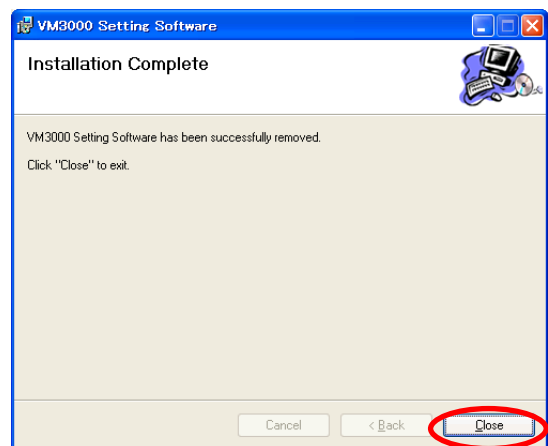 VM3000 Setting Software
Installation Complete
VM3000 Setting Software has been successfully removed.
Click "Close" to exit.
Cancel
< Back
Close